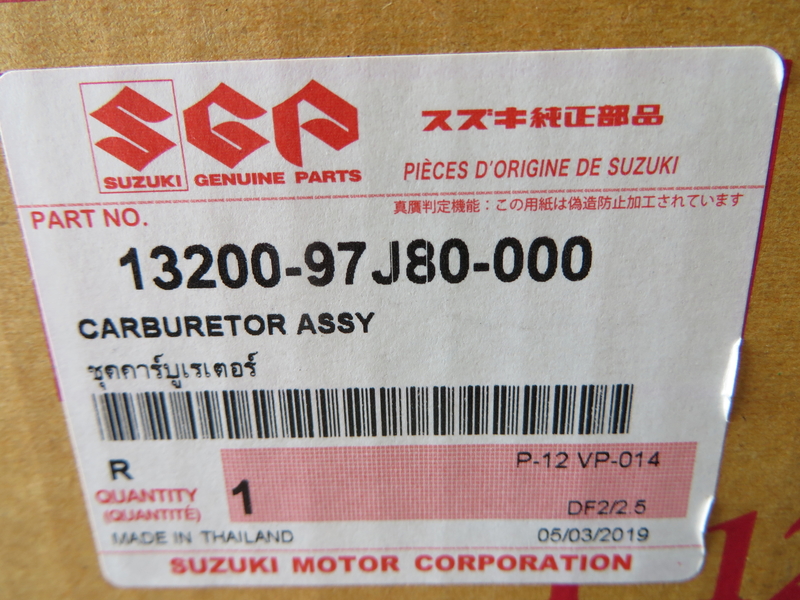 SGP
スズキ純正部品
SUZUKI GENUINE PARTS
PIÈCES D'ORIGINE DE SUZUKI
PART NO.
真贋判定機能：この用紙は偽造防止加工されています
13200-97J80-000
CARBURETOR ASSY
ชุดคาร์บูเรเตอร์
R
P-12 VP-014
QUANTITY
(QUANTITÉ)
1
DF2/2.5
MADE IN THAILAND
05/03/2019
SUZUKI MOTOR CORPORATION